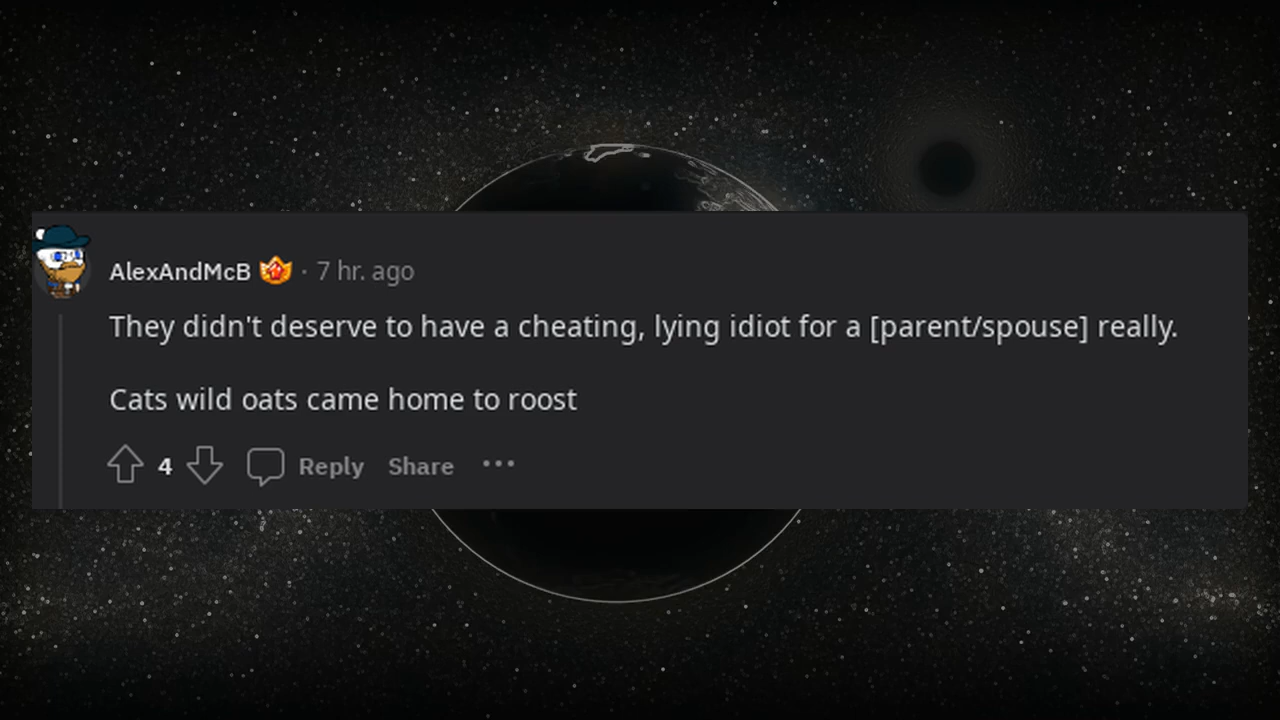 AlexAndMcB · 7 hr. ago
They didn't deserve to have a cheating, lying idiot for a [parent/spouse] really.
Cats wild oats came home to roost
4 Reply Share ...